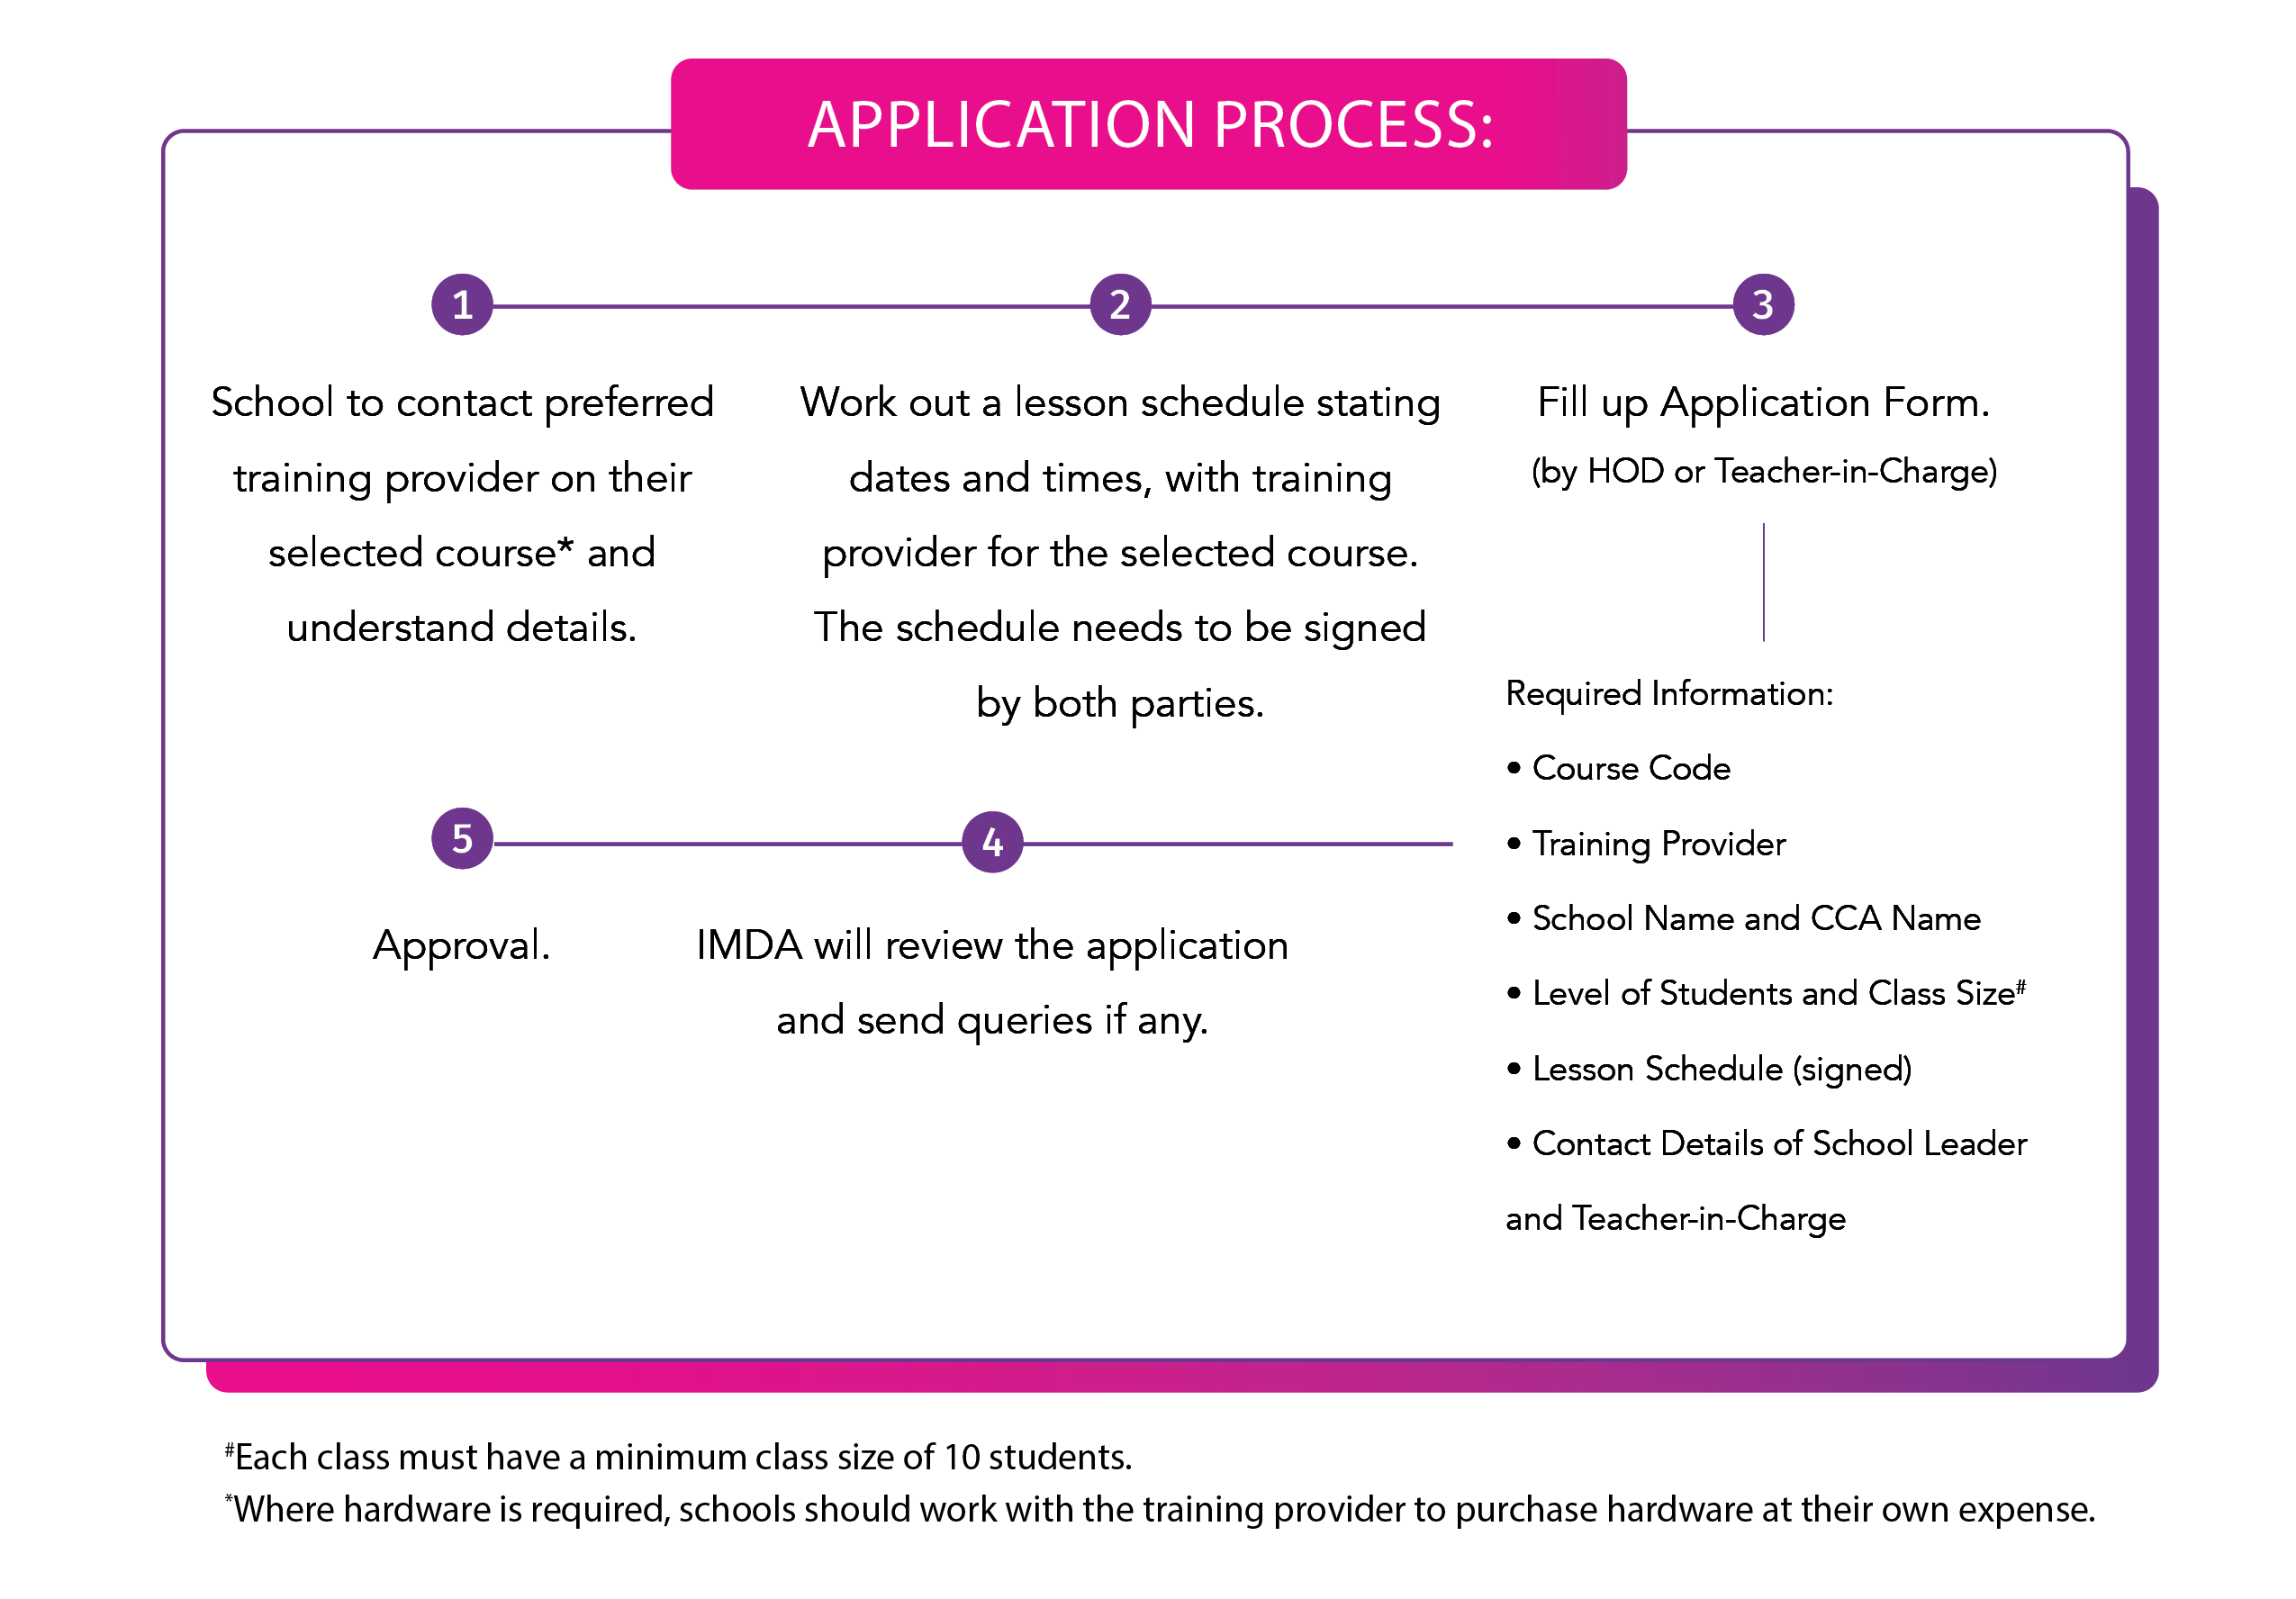 APPLICATION PROCESS:
1
School to contact preferred
training provider on their
selected course* and
understand details.
2
Work out a lesson schedule stating
dates and times, with training
provider for the selected course.
The schedule needs to be signed
by both parties.
3
Fill up Application Form.
(by HOD or Teacher-in-Charge)
Required Information:
• Course Code
• Training Provider
• School Name and CCA Name
• Level of Students and Class Size#
• Lesson Schedule (signed)
• Contact Details of School Leader
and Teacher-in-Charge
4
IMDA will review the application
and send queries if any.
5
Approval.
#Each class must have a minimum class size of 10 students.
*Where hardware is required, schools should work with the training provider to purchase hardware at their own expense.